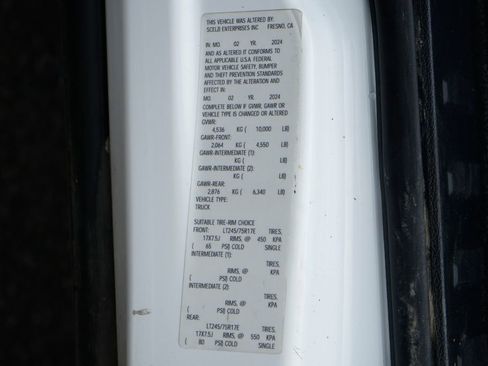 THIS VEHICLE WAS ALTERED BY:
SCELZI ENTERPRISES INC FRESNO, CA
IN: MO. 02 YR. 2024
AND AS ALTERED IT CONFORMS TO
ALL APPLICABLE U.S.A. FEDERAL
MOTOR VEHICLE SAFETY, BUMPER
AND THEFT PREVENTION STANDARDS
AFFECTED BY THE ALTERATION AND
EFFECT IN:
MO. 02 YR. 2024
COMPLETE BELOW IF GVWR, GAWR OR
VEHICLE TYPE IS CHANGED OR ALTERED
GVWR:
4,536 KG ( 10,000 LB)
GAWR-FRONT:
2,064 KG ( 4,550 LB)
GAWR-INTERMEDIATE (1):
KG ( LB)
GAWR-INTERMEDIATE (2):
KG ( LB)
GAWR-REAR:
2,876 KG ( 6,340 LB)
VEHICLE TYPE:
TRUCK
SUITABLE TIRE-RIM CHOICE
FRONT: LT245/75R17E TIRES,
17X7.5J RIMS, @ 450 KPA
( 65 PSI) COLD SINGLE
INTERMEDIATE (1):
TIRES,
RIMS, @ KPA
( PSI) COLD
INTERMEDIATE (2):
TIRES,
RIMS, @ KPA
( PSI) COLD
REAR:
LT245/75R17E TIRES,
17X7.5J RIMS, @ 550 KPA
( 80 PSI) COLD SINGLE